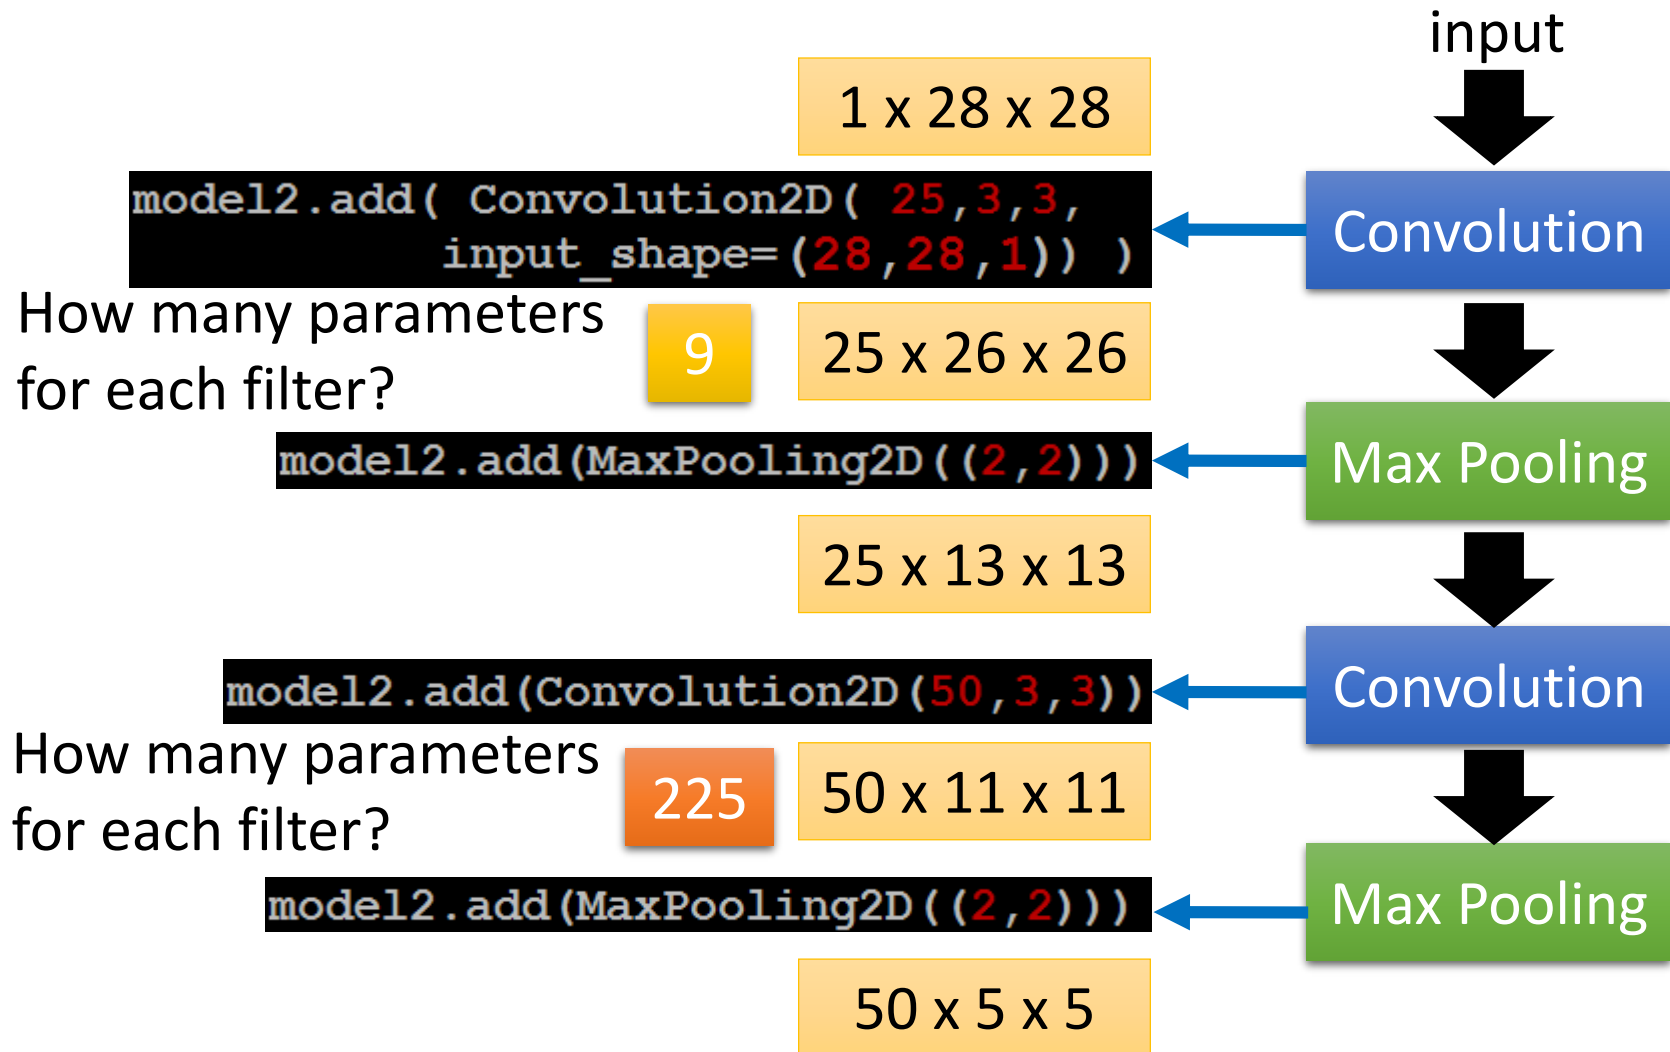 input
1 x 28 x 28
model2.add( Convolution2D( 25,3,3,
input_shape=(28,28,1)) )
Convolution
How many parameters
for each filter?
9
25 x 26 x 26
model2.add(MaxPooling2D((2,2)))
Max Pooling
25 x 13 x 13
model2.add(Convolution2D(50,3,3))
Convolution
How many parameters
for each filter?
225
50 x 11 x 11
model2.add(MaxPooling2D((2,2)))
Max Pooling
50 x 5 x 5